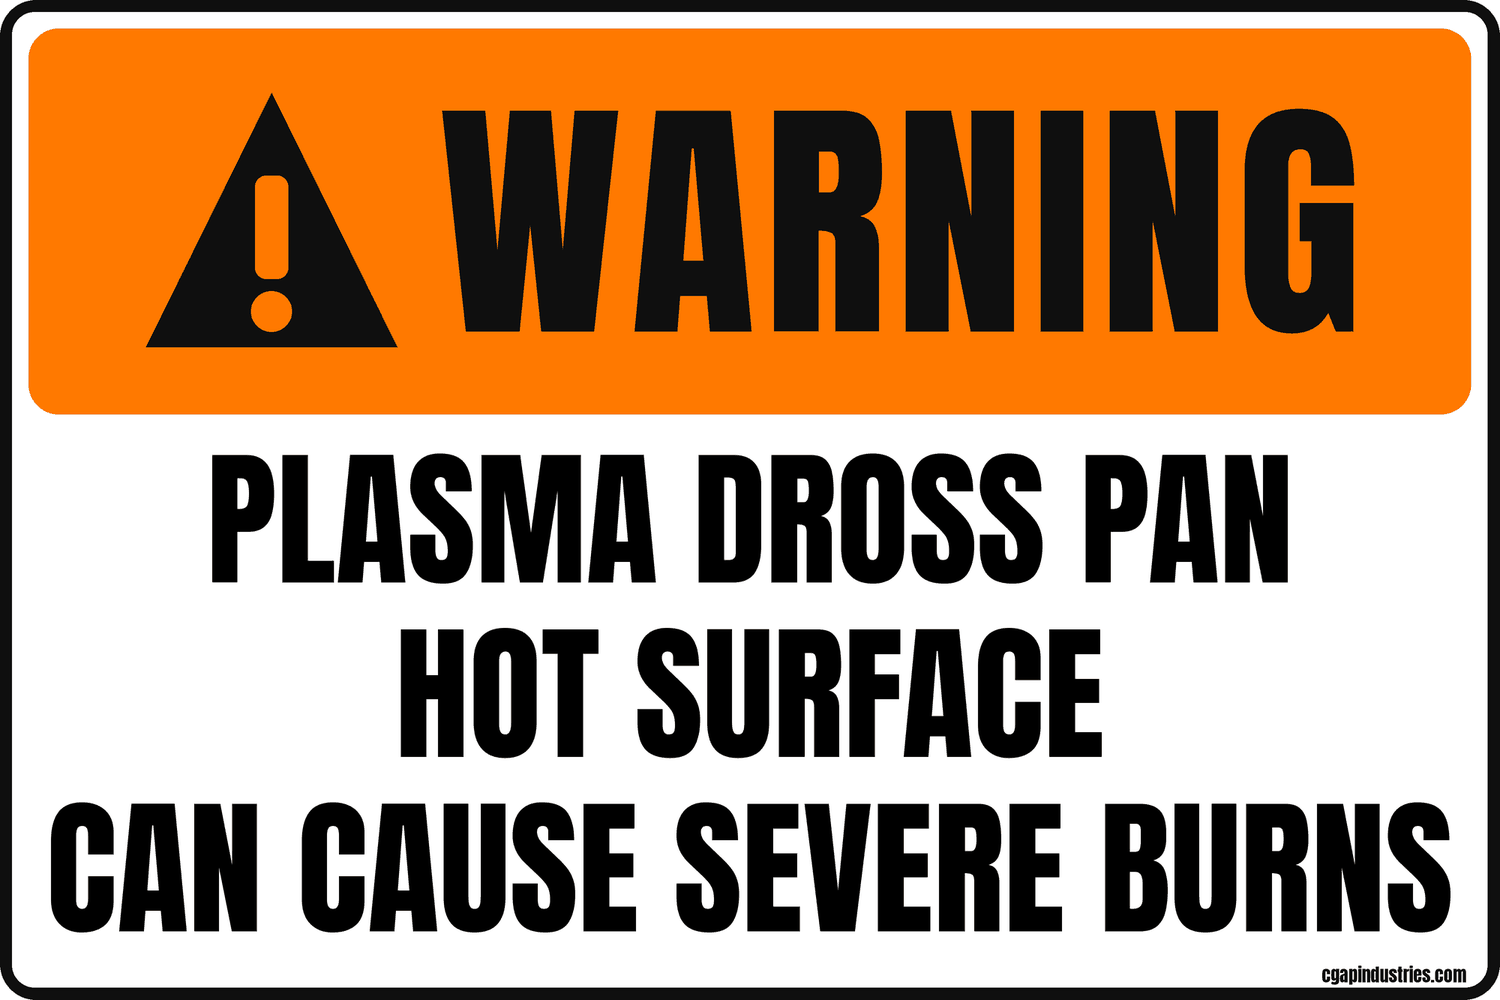 WARNING
PLASMA DROSS PAN
HOT SURFACE
CAN CAUSE SEVERE BURNS
cgapindustries.com